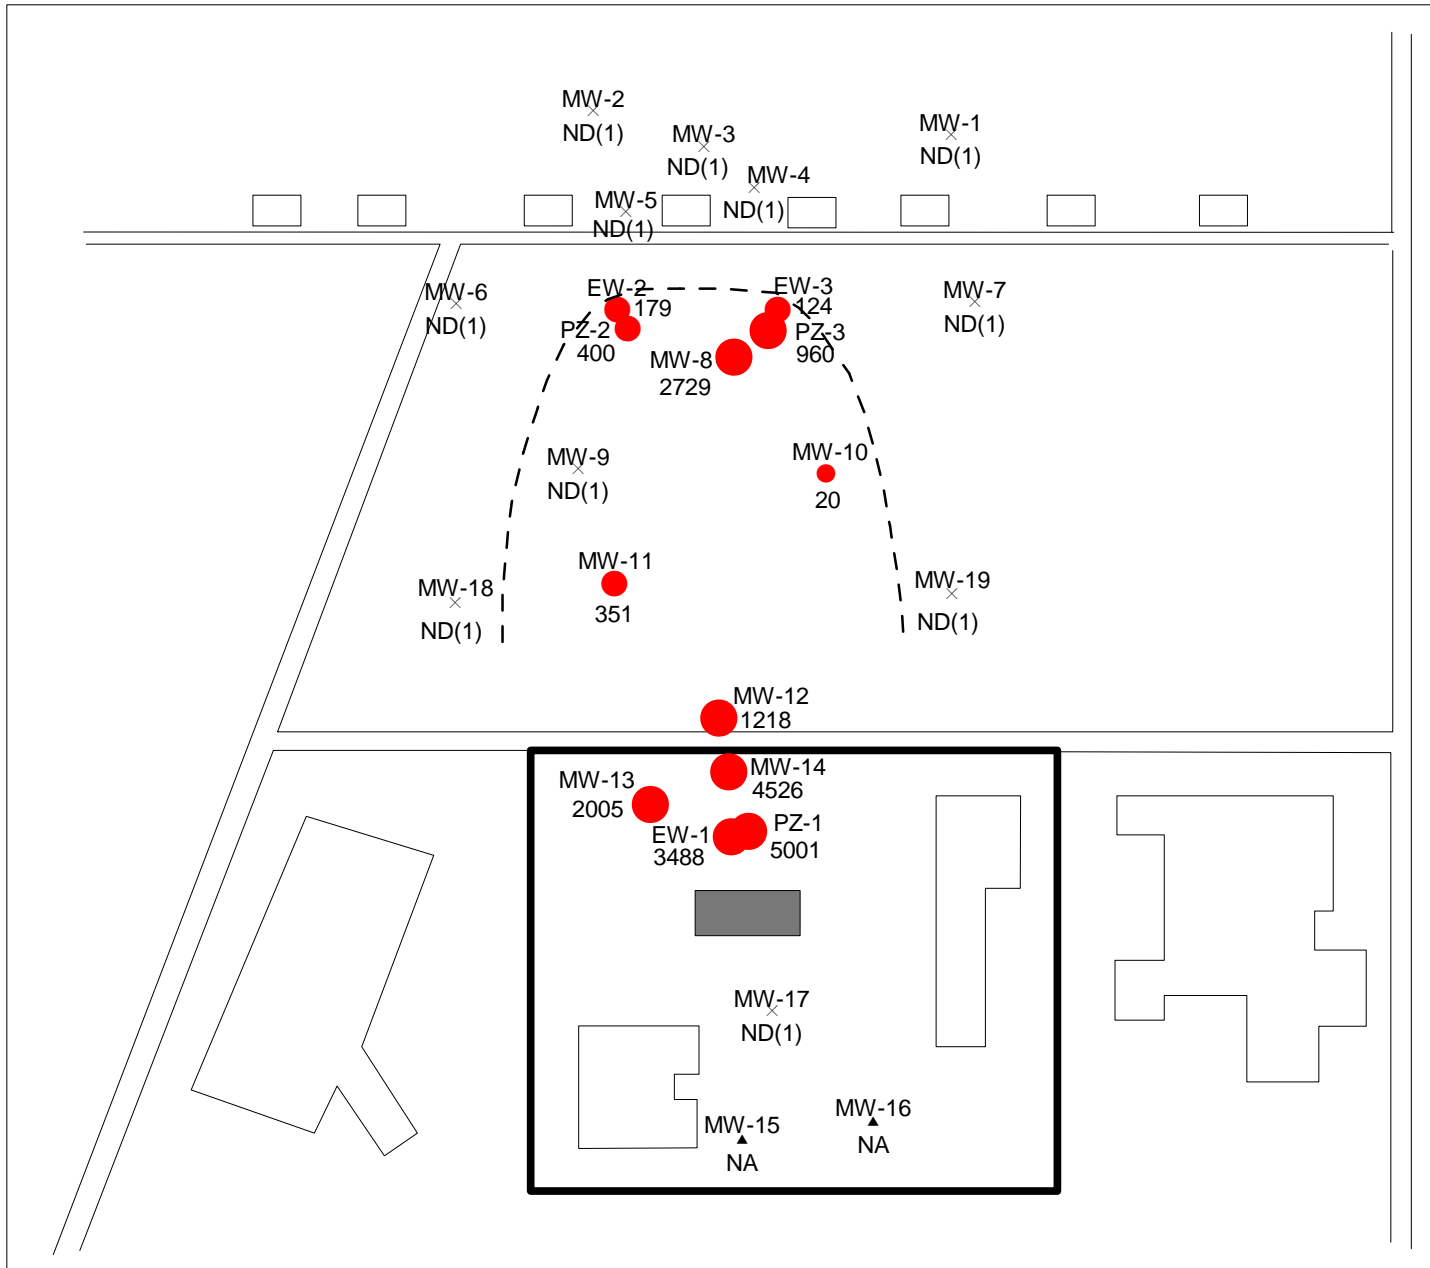 MW-2
ND(1)
MW-3
ND(1)
MW-1
ND(1)
MW-4
ND(1)
MW-5
ND(1)
MW-6
ND(1)
EW-2
179
PZ-2
400
EW-3
124
PZ-3
960
MW-7
ND(1)
MW-8
2729
MW-9
ND(1)
MW-10
20
MW-11
351
MW-18
ND(1)
MW-19
ND(1)
MW-12
1218
MW-14
4526
MW-13
2005
EW-1
3488
PZ-1
5001
MW-17
ND(1)
MW-15
NA
MW-16
NA